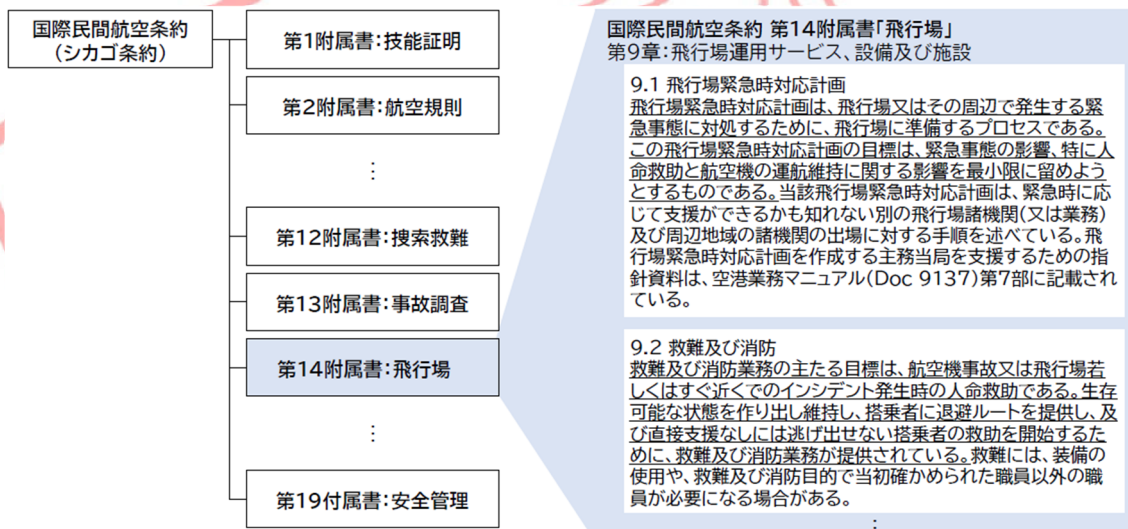 国際民間航空条約
(シカゴ条約)
第1附属書:技能証明
第2附属書:航空規則
⋮
第12附属書:捜索救難
第13附属書:事故調査
第14附属書:飛行場
⋮
第19付属書:安全管理
国際民間航空条約 第14附属書「飛行場」
第9章:飛行場運用サービス、設備及び施設
9.1 飛行場緊急時対応計画
飛行場緊急時対応計画は、飛行場又はその周辺で発生する緊
急事態に対処するために、飛行場に準備するプロセスである。
この飛行場緊急時対応計画の目標は、緊急事態の影響、特に人
命救助と航空機の運航維持に関する影響を最小限に留めよう
とするものである。当該飛行場緊急時対応計画は、緊急時に応
じて支援ができるかも知れない別の飛行場諸機関(又は業務)
及び周辺地域の諸機関の出場に対する手順を述べている。飛
行場緊急時対応計画を作成する主務当局を支援するための指
針資料は、空港業務マニュアル(Doc 9137)第7部に記載され
ている。
9.2 救難及び消防
救難及び消防業務の主たる目標は、航空機事故又は飛行場若
しくはすぐ近くでのインシデント発生時の人命救助である。生存
可能な状態を作り出し維持し、搭乗者に退避ルートを提供し、及
び直接支援なしには逃げ出せない搭乗者の救助を開始するた
めに、救難及び消防業務が提供されている。救難には、装備の
使用や、救難及び消防目的で当初確かめられた職員以外の職
員が必要になる場合がある。
⋮